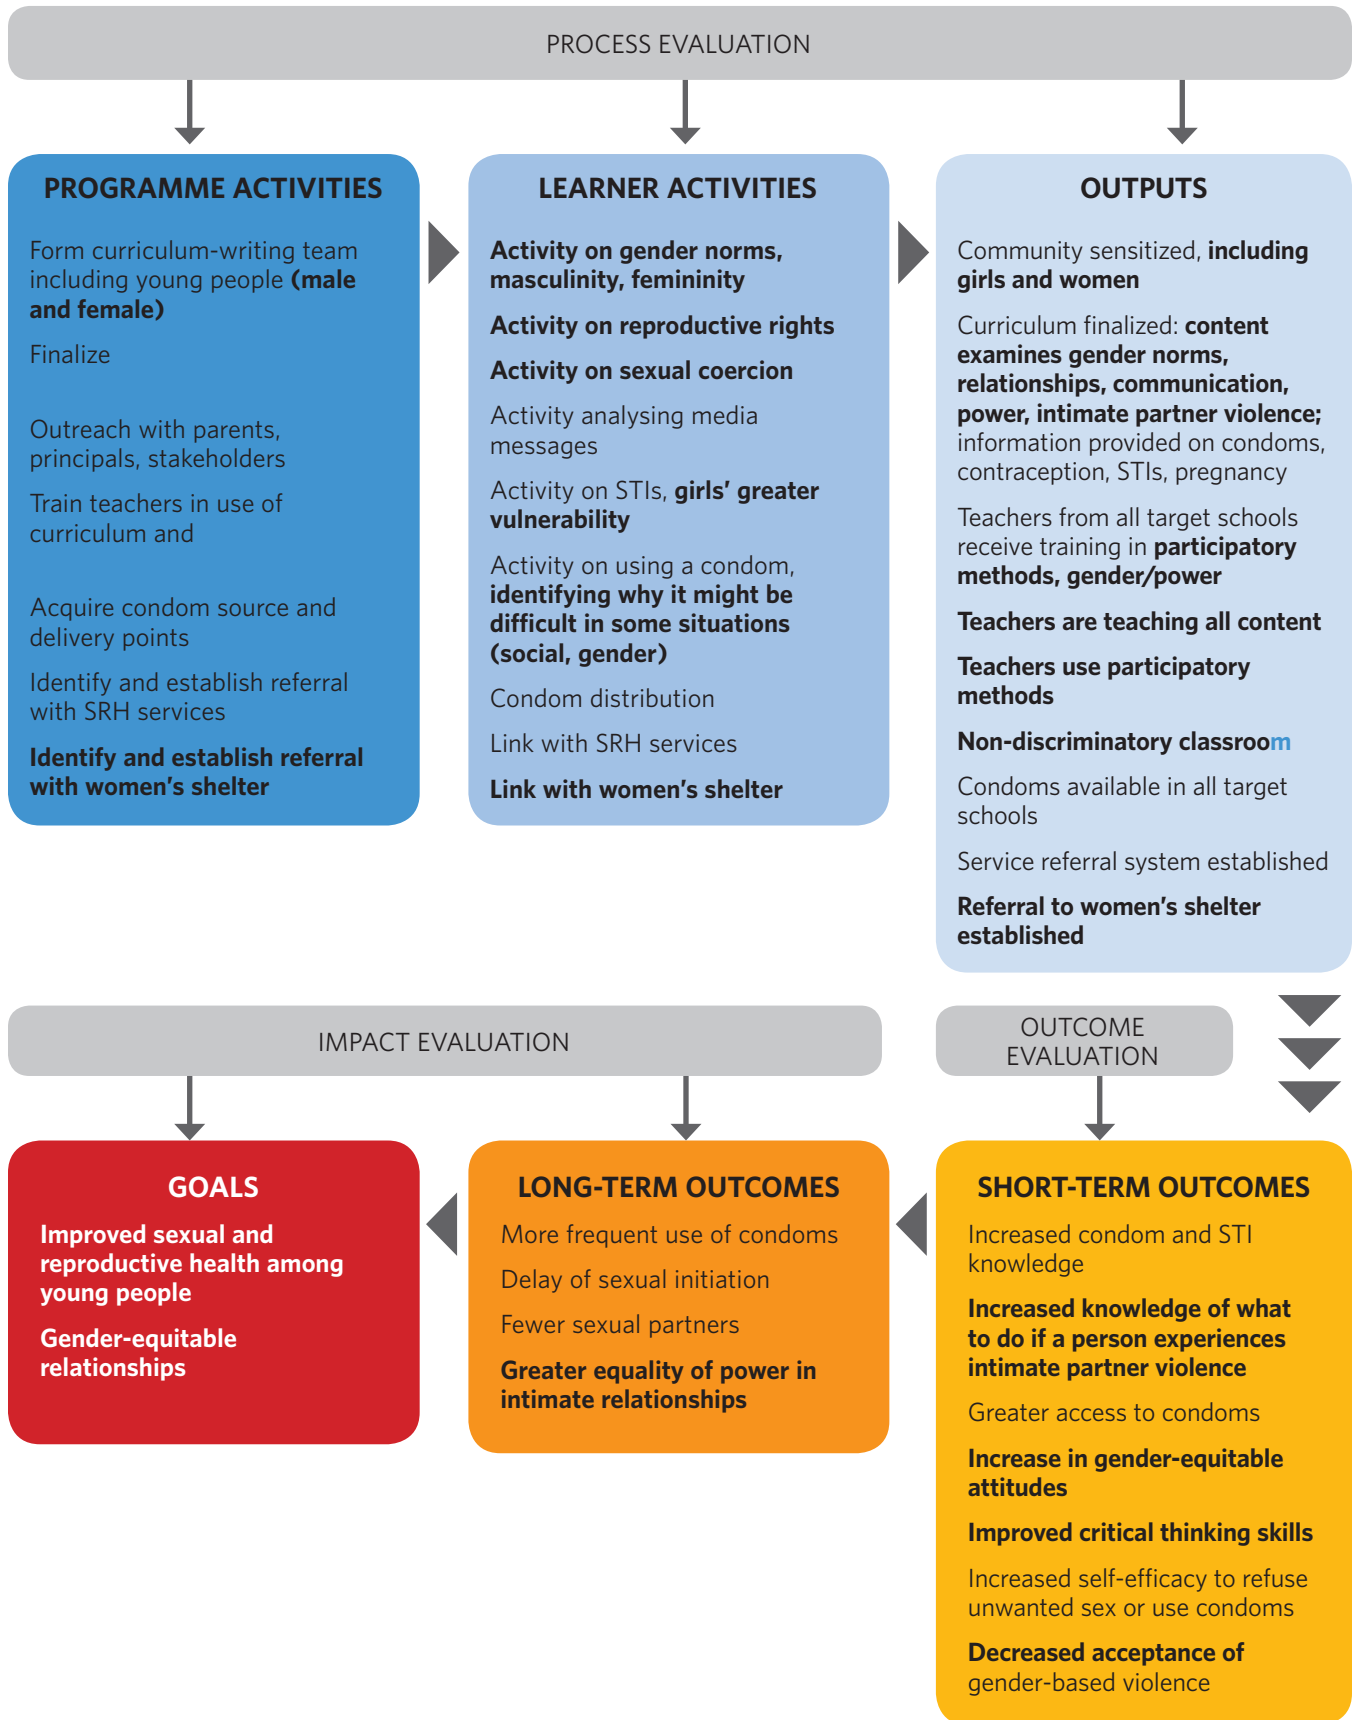 PROCESS EVALUATION
PROGRAMME ACTIVITIES
Form curriculum-writing team
including young people (male
and female)
Finalize
Outreach with parents,
principals, stakeholders
Train teachers in use of
curriculum and
Acquire condom source and
delivery points
Identify and establish referral
with SRH services
Identify and establish referral
with women's shelter
LEARNER ACTIVITIES
Activity on gender norms,
masculinity, femininity
Activity on reproductive rights
Activity on sexual coercion
Activity analysing media
messages
Activity on STIs, girls' greater
vulnerability
Activity on using a condom,
identifying why it might be
difficult in some situations
(social, gender)
Condom distribution
Link with SRH services
Link with women's shelter
OUTPUTS
Community sensitized, including
girls and women
Curriculum finalized: content
examines gender norms,
relationships, communication,
power, intimate partner violence;
information provided on condoms,
contraception, STIs, pregnancy
Teachers from all target schools
receive training in participatory
methods, gender/power
Teachers are teaching all content
Teachers use participatory
methods
Non-discriminatory classroom
Condoms available in all target
schools
Service referral system established
Referral to women's shelter
established
IMPACT EVALUATION
OUTCOME
EVALUATION
GOALS
Improved sexual and
reproductive health among
young people
Gender-equitable
relationships
LONG-TERM OUTCOMES
More frequent use of condoms
Delay of sexual initiation
Fewer sexual partners
Greater equality of power in
intimate relationships
SHORT-TERM OUTCOMES
Increased condom and STI
knowledge
Increased knowledge of what
to do if a person experiences
intimate partner violence
Greater access to condoms
Increase in gender-equitable
attitudes
Improved critical thinking skills
Increased self-efficacy to refuse
unwanted sex or use condoms
Decreased acceptance of
gender-based violence